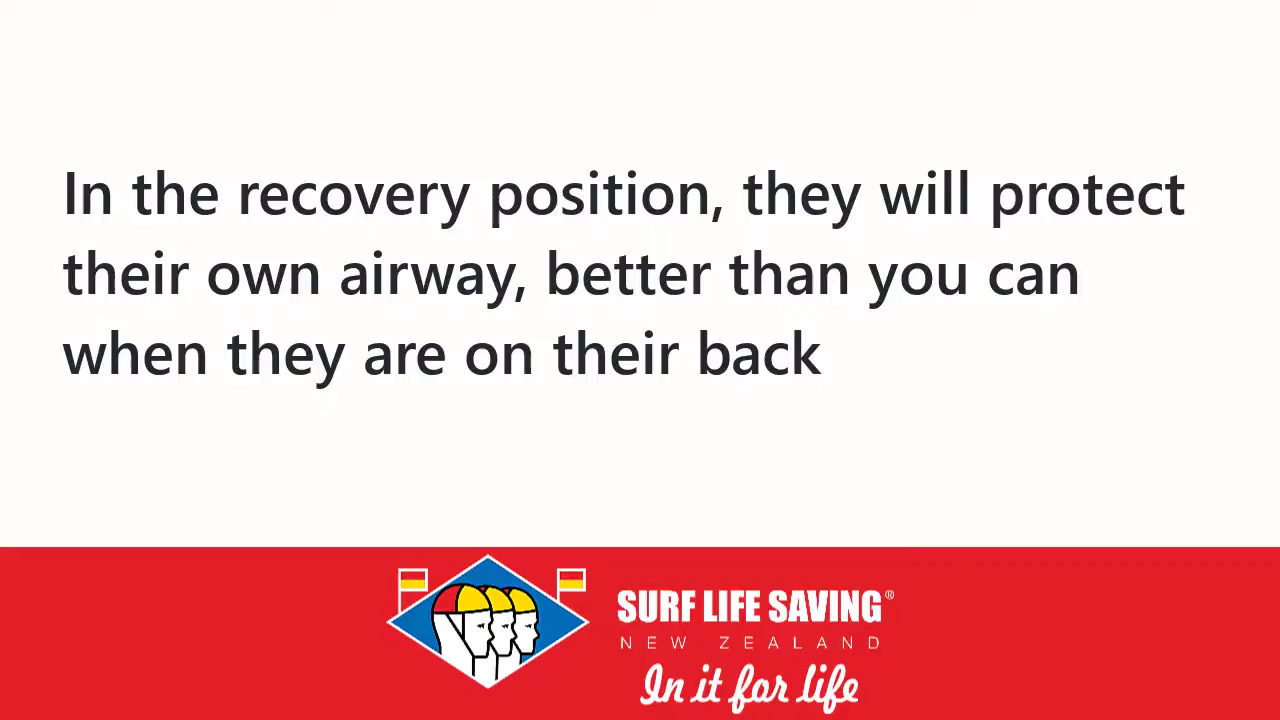 In the recovery position, they will protect
their own airway, better than you can
when they are on their back
SURF LIFE SAVING®
NEW ZEALAND
In it for life